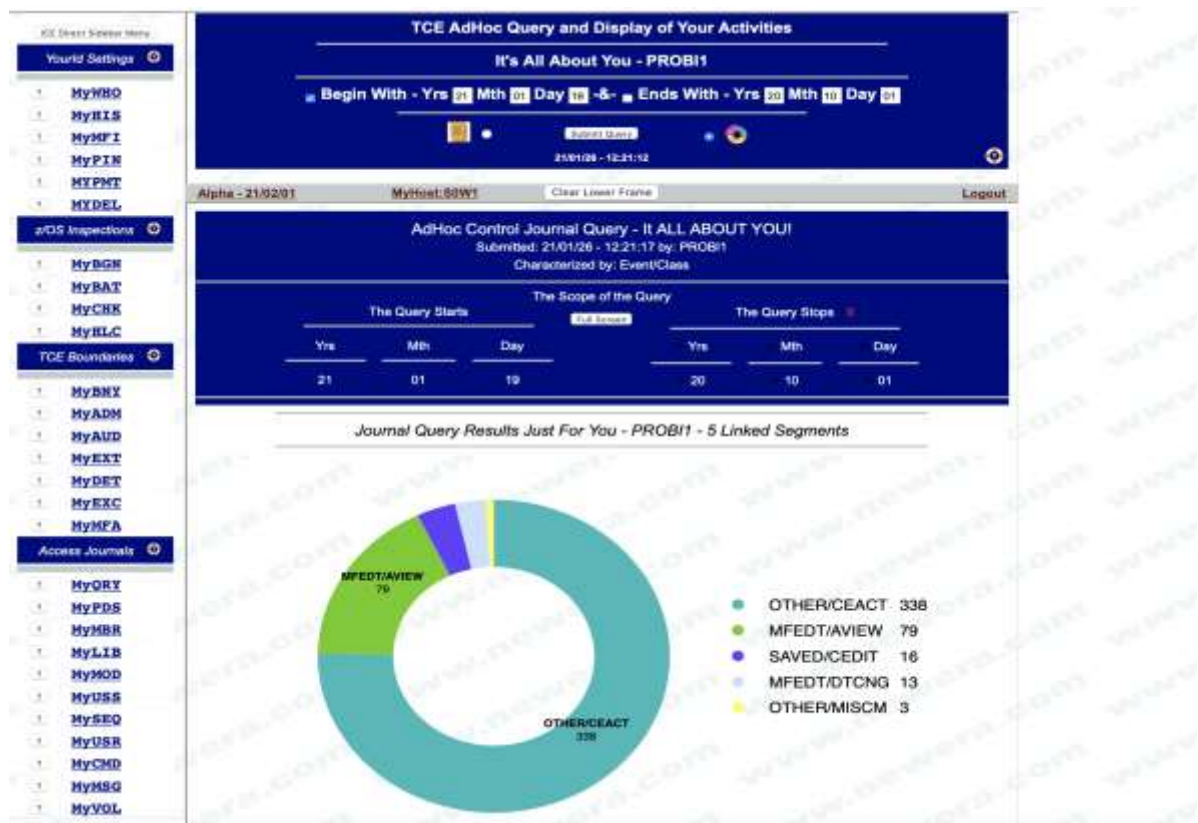 ICE Direct Sidebar Menu
YourId Settings
MyWHO
MyHIS
MyMFI
MyPIN
MYPMT
MYDEL
z/OS Inspections
MyBGN
MyBAT
MyCHK
MyHLC
TCE Boundaries
MyBNY
MyADM
MyAUD
MyEXT
MyDET
MyEXC
MyMFA
Access Journals
MyQRY
MyPDS
MyMBR
MyLIB
MyMOD
MyUSS
MySEQ
MyUSR
MyCMD
MyMSG
MyVOL
TCE AdHoc Query and Display of Your Activities
It's All About You - PROBI1
Begin With - Yrs 21 Mth 01 Day -&- Ends With - Yrs 20 Mth 10 Day 01
Submit Query
21/01/26 - 12:21:12
Alpha - 21/02/01 MyHost:S0W1 Clear Lower Frame Logout
AdHoc Control Journal Query - It ALL ABOUT YOU!
Submitted: 21/01/26 - 12:21:17 by: PROBI1
Characterized by: Event/Class
The Scope of the Query
The Query Starts Full Screen The Query Stops
Yrs Mth Day Yrs Mth Day
21 01 19 20 10 01
Journal Query Results Just For You - PROBI1 - 5 Linked Segments
MFEDT/AVIEW
79
OTHER/CEACT
338
OTHER/CEACT 338
MFEDT/AVIEW 79
SAVED/CEDIT 16
MFEDT/DTCNG 13
OTHER/MISCM 3
www.newera.com